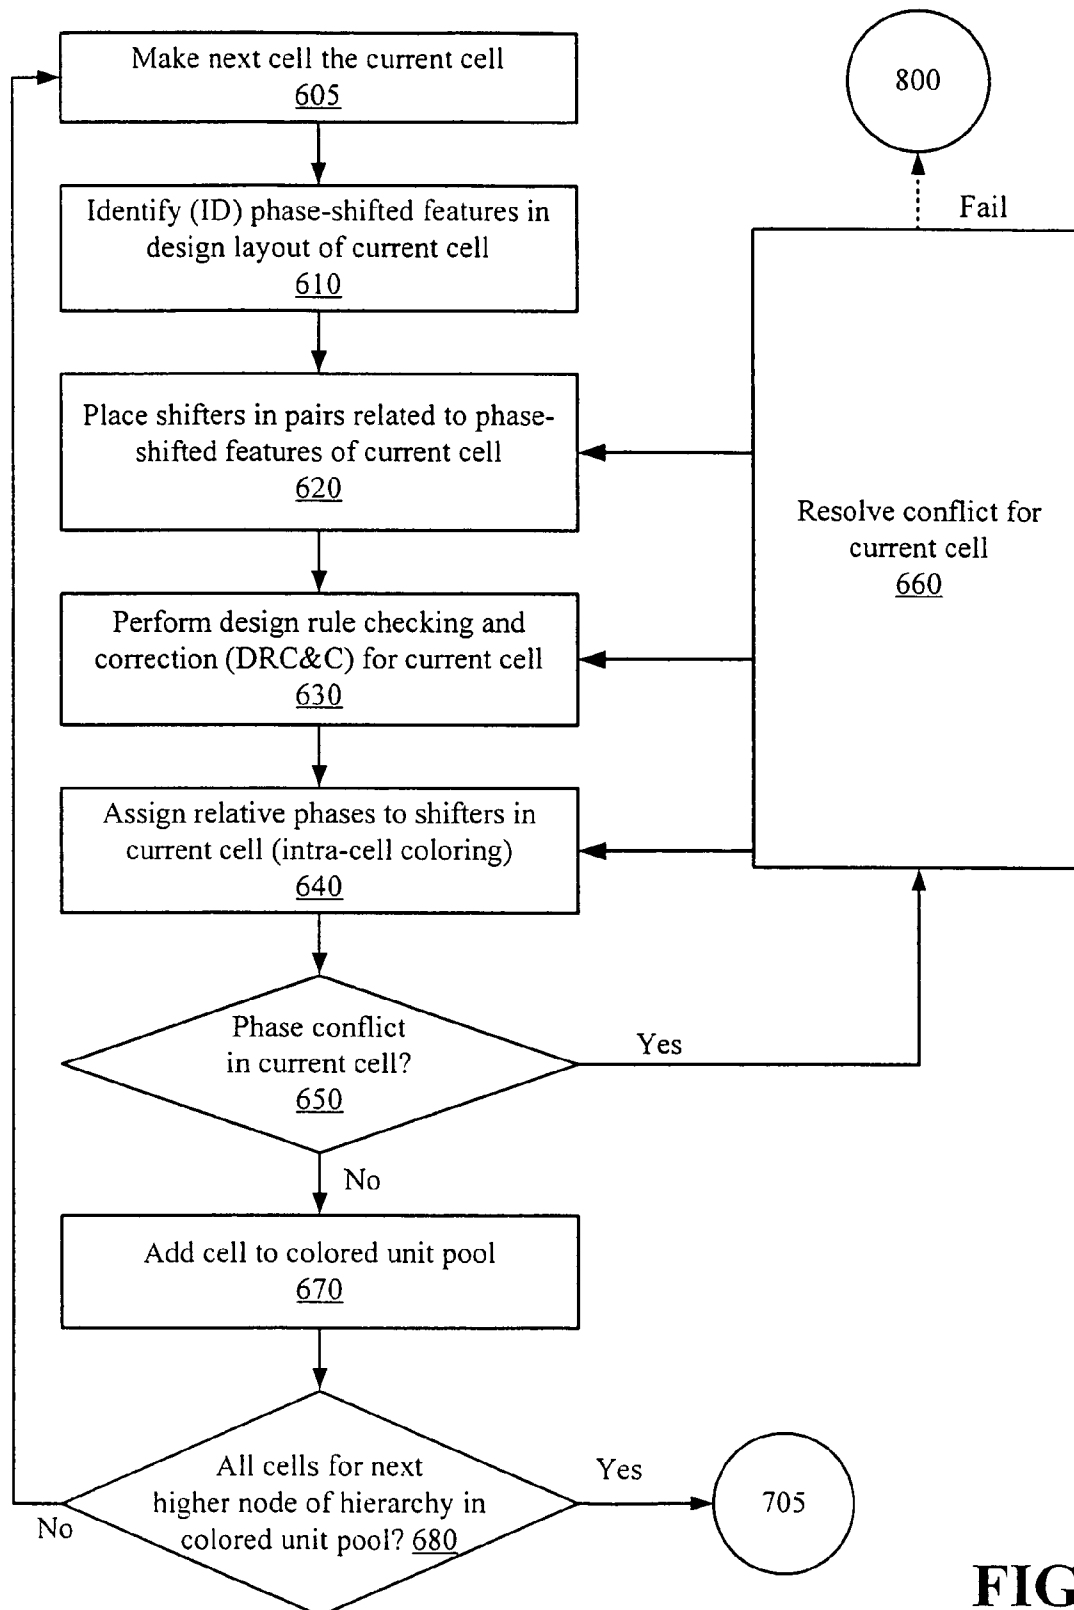 Make next cell the current cell
605
800
Fail
Identify (ID) phase-shifted features in
design layout of current cell
610
Place shifters in pairs related to phase-
shifted features of current cell
620
Resolve conflict for
current cell
660
Perform design rule checking and
correction (DRC&C) for current cell
630
Assign relative phases to shifters in
current cell (intra-cell coloring)
640
Phase conflict
in current cell?
650
Yes
No
Add cell to colored unit pool
670
All cells for next
higher node of hierarchy in
colored unit pool? 680
Yes
705
No
FIG